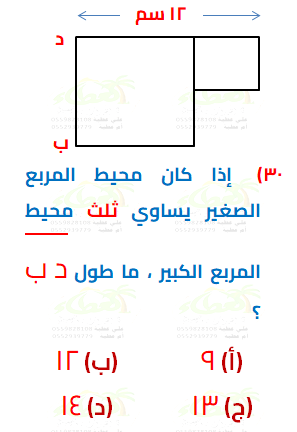 ١٢ سم
د
ب
٣٠) إذا كان محيط المربع
الصغير يساوي ثلث محيط
المربع الكبير ، ما طول د ب
؟
(أ) ٩ (ب) ١٢
(ج) ١٣ (د) ١٤